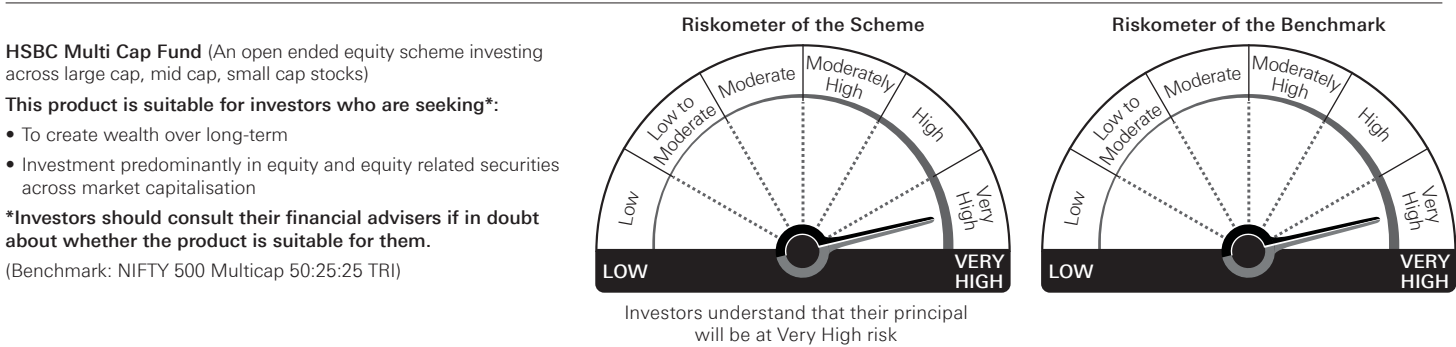 HSBC Multi Cap Fund (An open ended equity scheme investing
across large cap, mid cap, small cap stocks)
This product is suitable for investors who are seeking*:
• To create wealth over long-term
• Investment predominantly in equity and equity related securities
across market capitalisation
*Investors should consult their financial advisers if in doubt
about whether the product is suitable for them.
(Benchmark: NIFTY 500 Multicap 50:25:25 TRI)
Riskometer of the Scheme
Low
Low to
Moderate
Moderate
Moderately
High
High
Very
High
LOW
VERY
HIGH
Investors understand that their principal
will be at Very High risk
Riskometer of the Benchmark
Low
Low to
Moderate
Moderate
Moderately
High
High
Very
High
LOW
VERY
HIGH